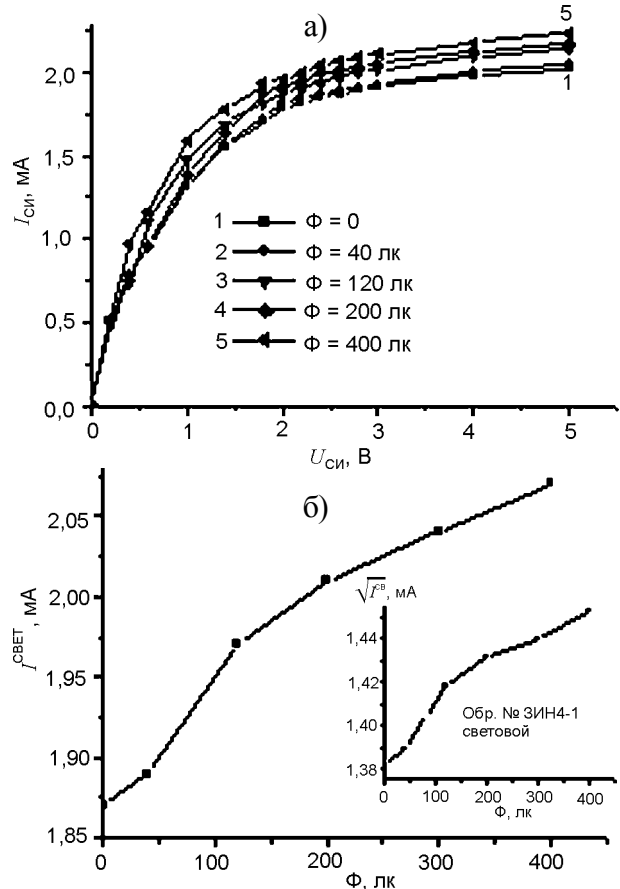 а)
5
1
2,0
1,5
1,0
0,5
0,0
I_СИ, мА
1 Ф = 0
2 Ф = 40 лк
3 Ф = 120 лк
4 Ф = 200 лк
5 Ф = 400 лк
0 1 2 3 4 5
U_СИ, В
б)
2,05
2,00
1,95
1,90
1,85
I^СВЕТ, мА
√I^св, мА
1,44
1,42
1,40
1,38
Обр. № ЗИН4-1
световой
0 100 200 300 400
Ф, лк
0 100 200 300 400
Ф, лк